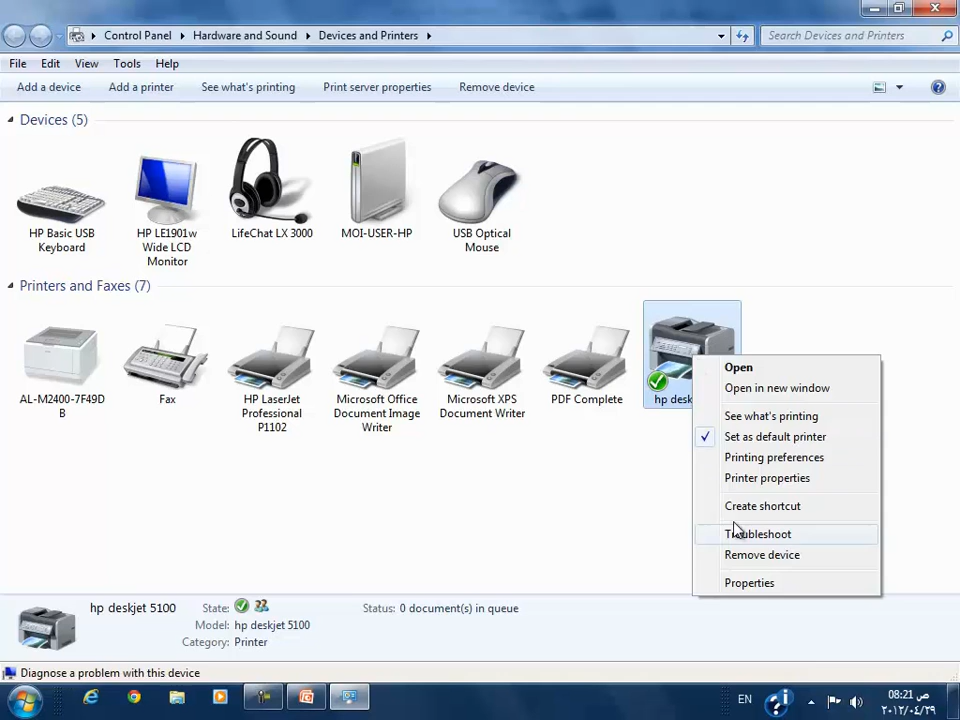 Control Panel Hardware and Sound Devices and Printers
Search Devices and Printers
File Edit View Tools Help
Add a device Add a printer See what's printing Print server properties Remove device
Devices (5)
HP Basic USB Keyboard
HP LE1901w Wide LCD Monitor
LifeChat LX 3000
MOI-USER-HP
USB Optical Mouse
Printers and Faxes (7)
AL-M2400-7F49DB
Fax
HP LaserJet Professional P1102
Microsoft Office Document Image Writer
Microsoft XPS Document Writer
PDF Complete
hp desk
Open
Open in new window
See what's printing
Set as default printer
Printing preferences
Printer properties
Create shortcut
Troubleshoot
Remove device
Properties
hp deskjet 5100 State: Status: 0 document(s) in queue
Model: hp deskjet 5100
Category: Printer
Diagnose a problem with this device
EN
08:21 ص
٢٠١٢/٠٤/٢٩